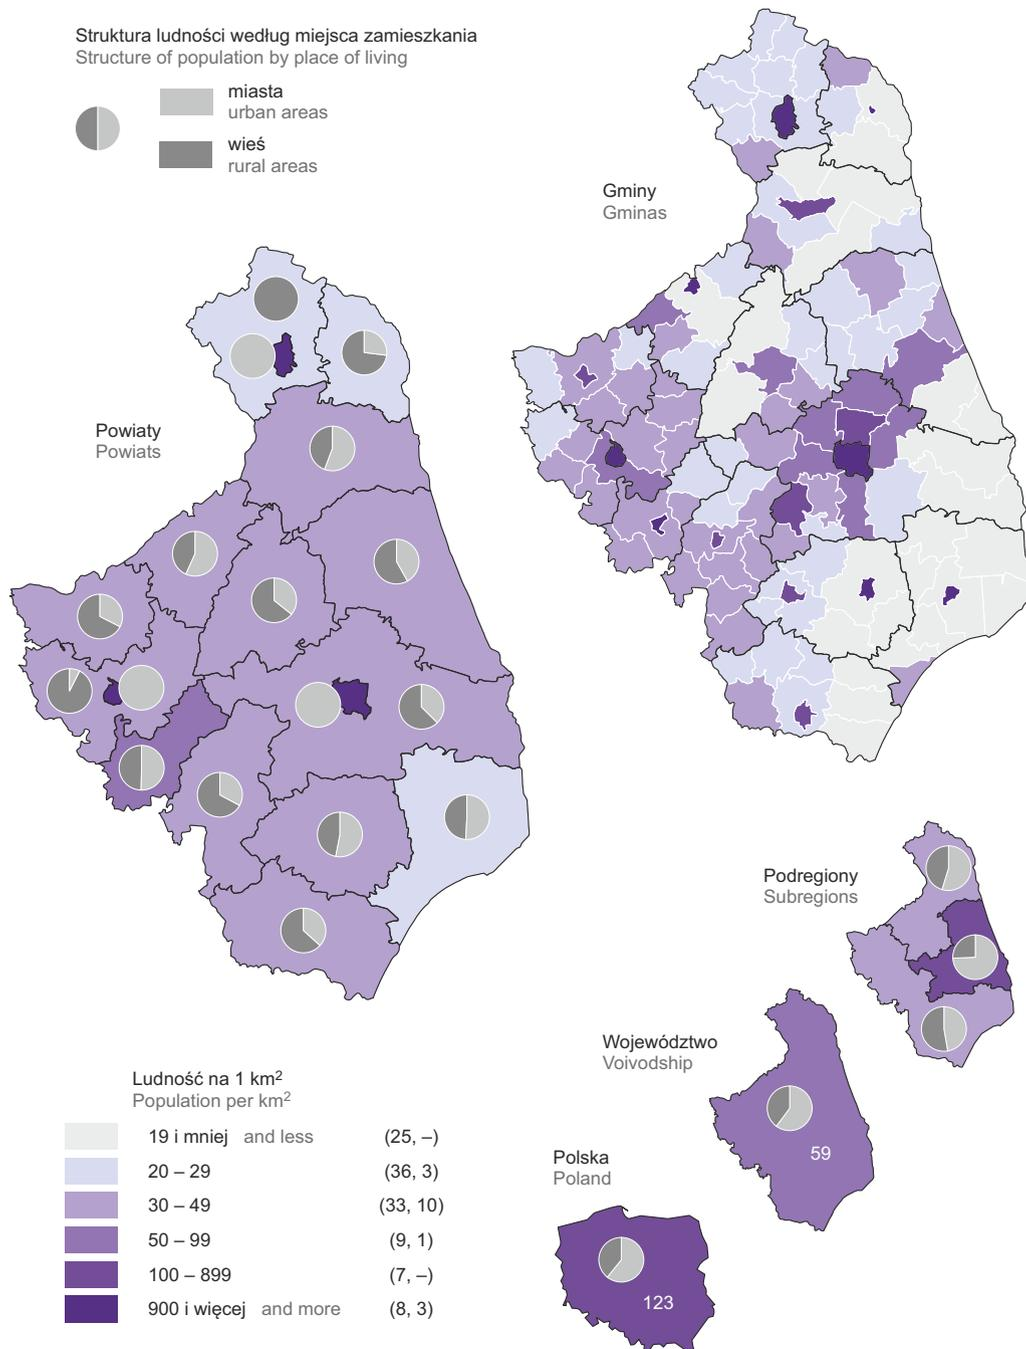 Struktura ludności według miejsca zamieszkania
Structure of population by place of living
miasta
urban areas
wieś
rural areas
Gminy
Gminas
Powiaty
Powiats
Podregiony
Subregions
Województwo
Voivodship
59
Polska
Poland
123
Ludność na 1 km²
Population per km²
19 i mniej and less (25, –)
20 – 29 (36, 3)
30 – 49 (33, 10)
50 – 99 (9, 1)
100 – 899 (7, –)
900 i więcej and more (8, 3)